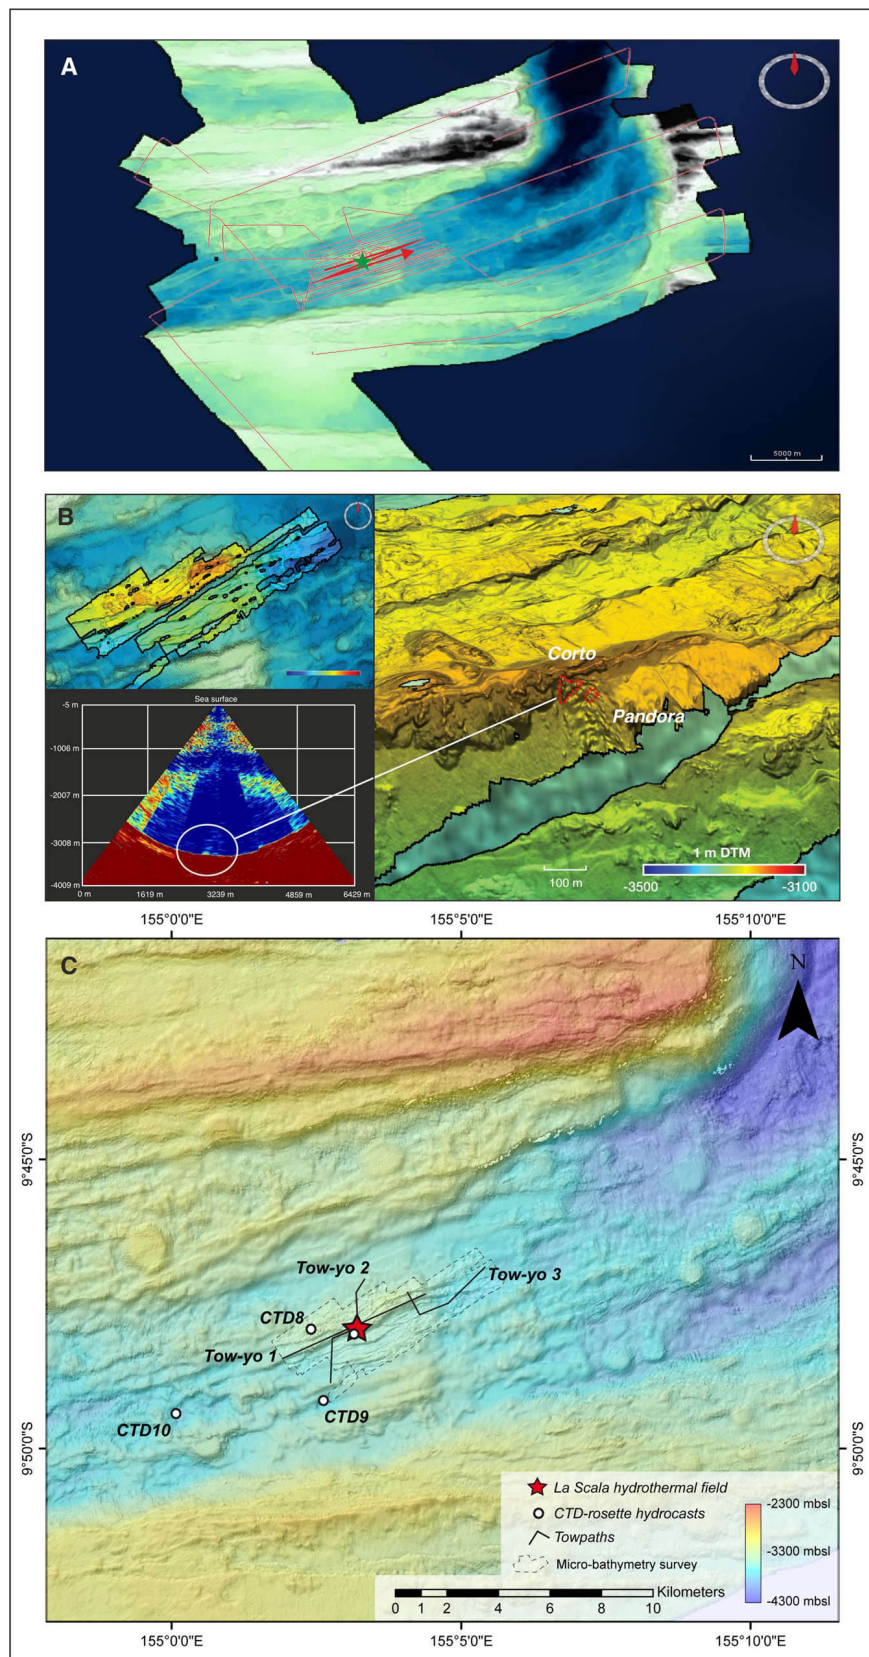 A
5000 m
B
Sea surface
-5 m
-1006 m
-2007 m
-3008 m
-4009 m
0 m
1619 m
3239 m
4859 m
6429 m
Corto
Pandora
100 m
1 m DTM
-3500
-3100
155°0'0"E
155°5'0"E
155°10'0"E
C
N
9°45'0"S
9°45'0"S
Tow-yo 2
Tow-yo 3
CTD8
Tow-yo 1
CTD9
CTD10
9°50'0"S
9°50'0"S
La Scala hydrothermal field
CTD-rosette hydrocasts
Towpaths
Micro-bathymetry survey
-2300 mbsl
-3300 mbsl
-4300 mbsl
Kilometers
0 1 2 4 6 8 10
155°0'0"E
155°5'0"E
155°10'0"E